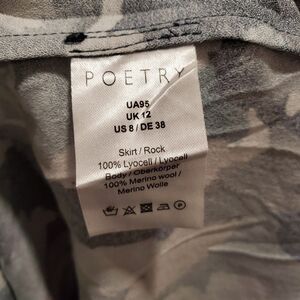 POETRY
UA95
UK 12
US 8 / DE 38
Skirt / Rock
100% Lyocell / Lyocell
Body / Oberkörper
100% Merino wool /
Merino Wolle